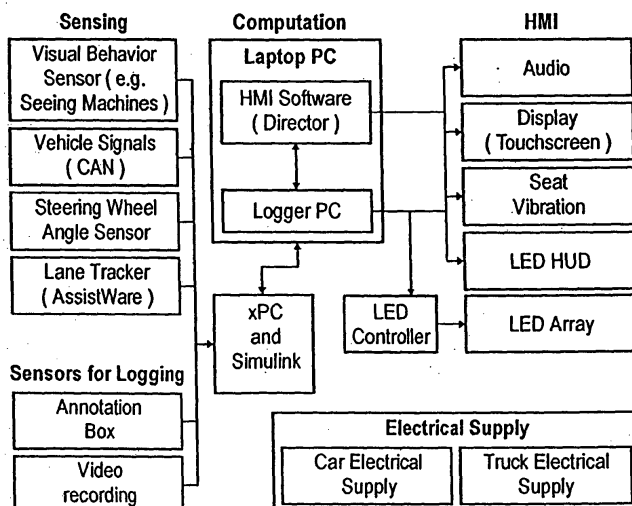 Sensing
Visual Behavior
Sensor ( e.g.
Seeing Machines )
Vehicle Signals
( CAN )
Steering Wheel
Angle Sensor
Lane Tracker
( AssistWare )
Sensors for Logging
Annotation
Box
Video
recording
Computation
Laptop PC
HMI Software
( Director )
Logger PC
xPC
and
Simulink
LED
Controller
HMI
Audio
Display
( Touchscreen )
Seat
Vibration
LED HUD
LED Array
Electrical Supply
Car Electrical
Supply
Truck Electrical
Supply